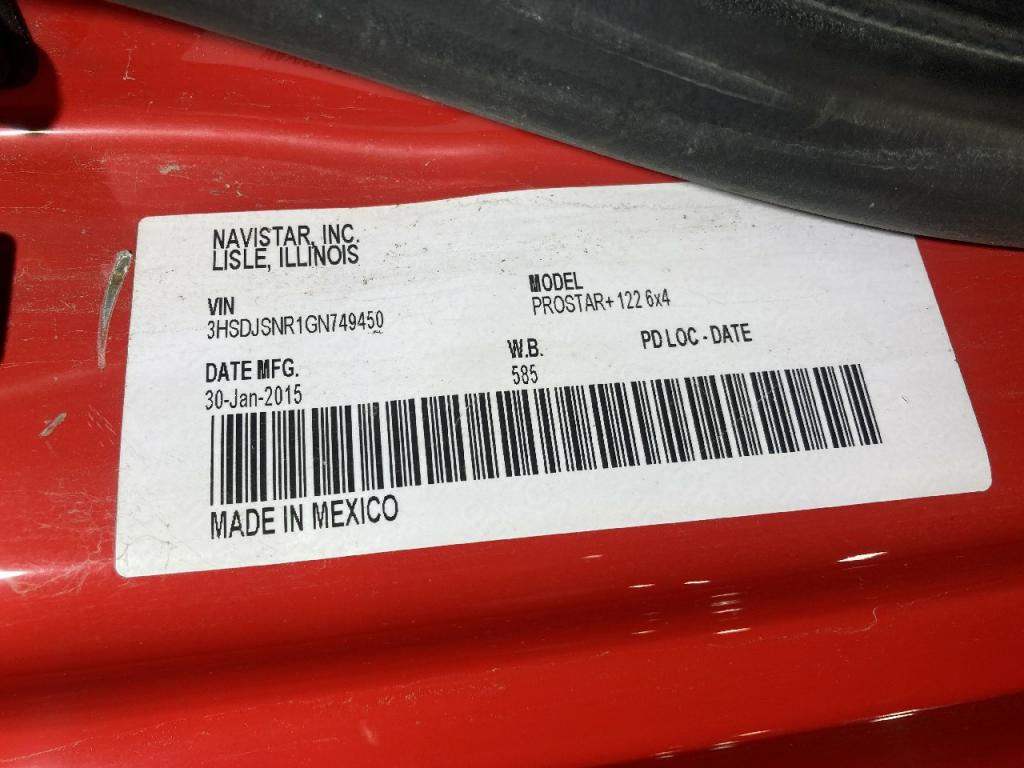 NAVISTAR, INC.
LISLE, ILLINOIS
VIN
3HSDJSNR1GN749450
MODEL
PROSTAR+ 122 6x4
DATE MFG.
30-Jan-2015
W.B.
585
PD LOC - DATE
MADE IN MEXICO